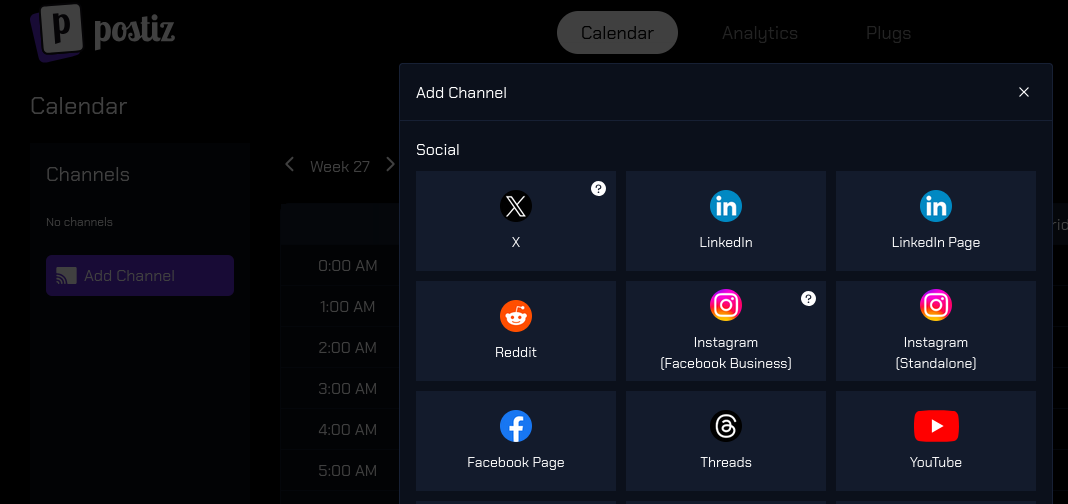 postiz
Calendar
Analytics
Plugs
Calendar
Channels
No channels
Add Channel
Week 27
0:00 AM
1:00 AM
2:00 AM
3:00 AM
4:00 AM
5:00 AM
Add Channel
Social
X
?
LinkedIn
LinkedIn Page
Reddit
?
Instagram
(Facebook Business)
Instagram
(Standalone)
Facebook Page
Threads
YouTube